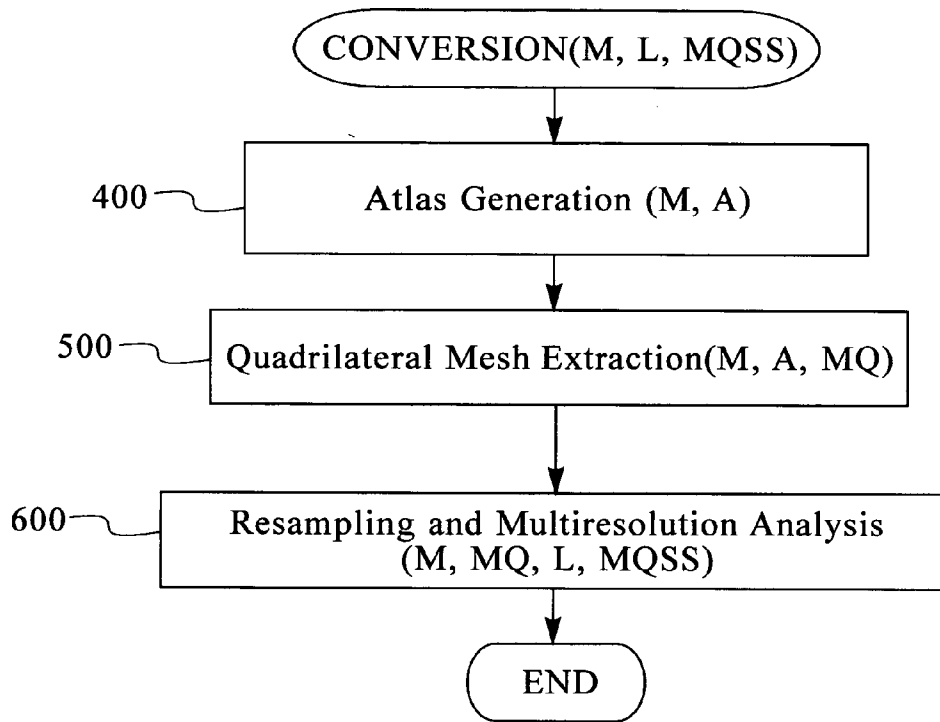 CONVERSION(M, L, MQSS)
400
Atlas Generation (M, A)
500
Quadrilateral Mesh Extraction(M, A, MQ)
600
Resampling and Multiresolution Analysis
(M, MQ, L, MQSS)
END